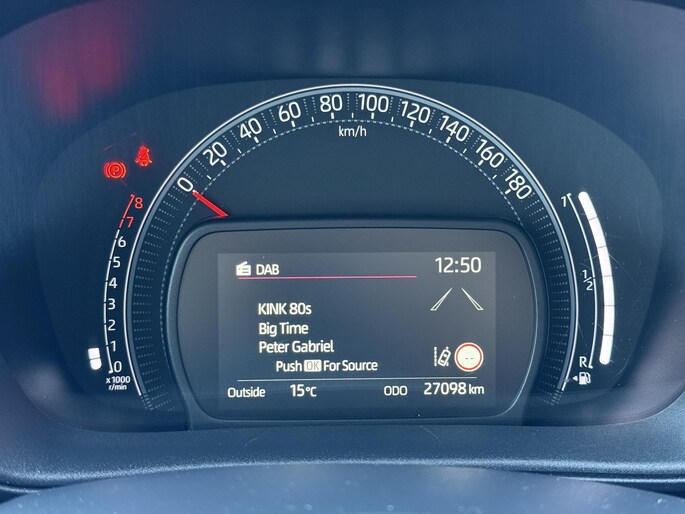 0 20 40 60 80 100 120 140 160 180
km/h
P
8
7
6
5
4
3
2
1
0
x1000
r/min
DAB 12:50
KINK 80s
Big Time
Peter Gabriel
Push OK For Source
--
Outside 15°C ODO 27098 km
1
1/2
R